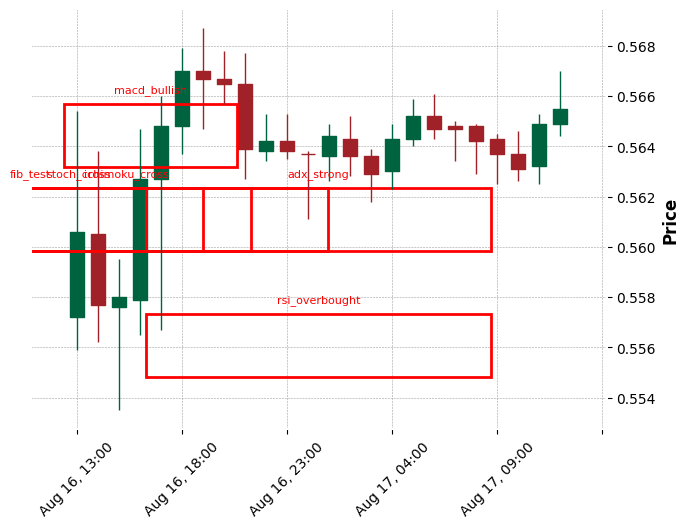 0.568
macd_bullish
0.566
0.564
fib_test
adx_strong
0.562
Price
0.560
rsi_overbought
0.558
0.556
0.554
Aug 16, 13:00
Aug 16, 18:00
Aug 16, 23:00
Aug 17, 04:00
Aug 17, 09:00